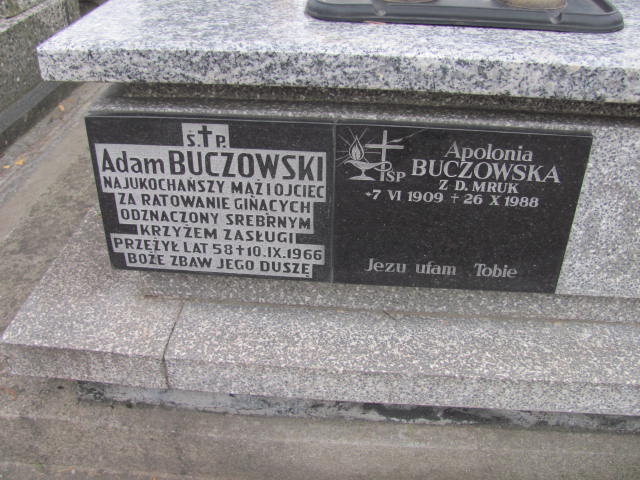 Ś.†P.
Adam BUCZOWSKI
NAJUKOCHAŃSZY MĄŻ I OJCIEC
ZA RATOWANIE GINĄCYCH
ODZNACZONY SREBRNYM
KRZYŻEM ZASŁUGI
PRZEŻYŁ LAT 58 † 10.IX.1966
BOŻE ZBAW JEGO DUSZĘ
Apolonia
ŚP BUCZOWSKA
Z D. MRUK
*7 VI 1909 † 26 X 1988
Jezu ufam Tobie